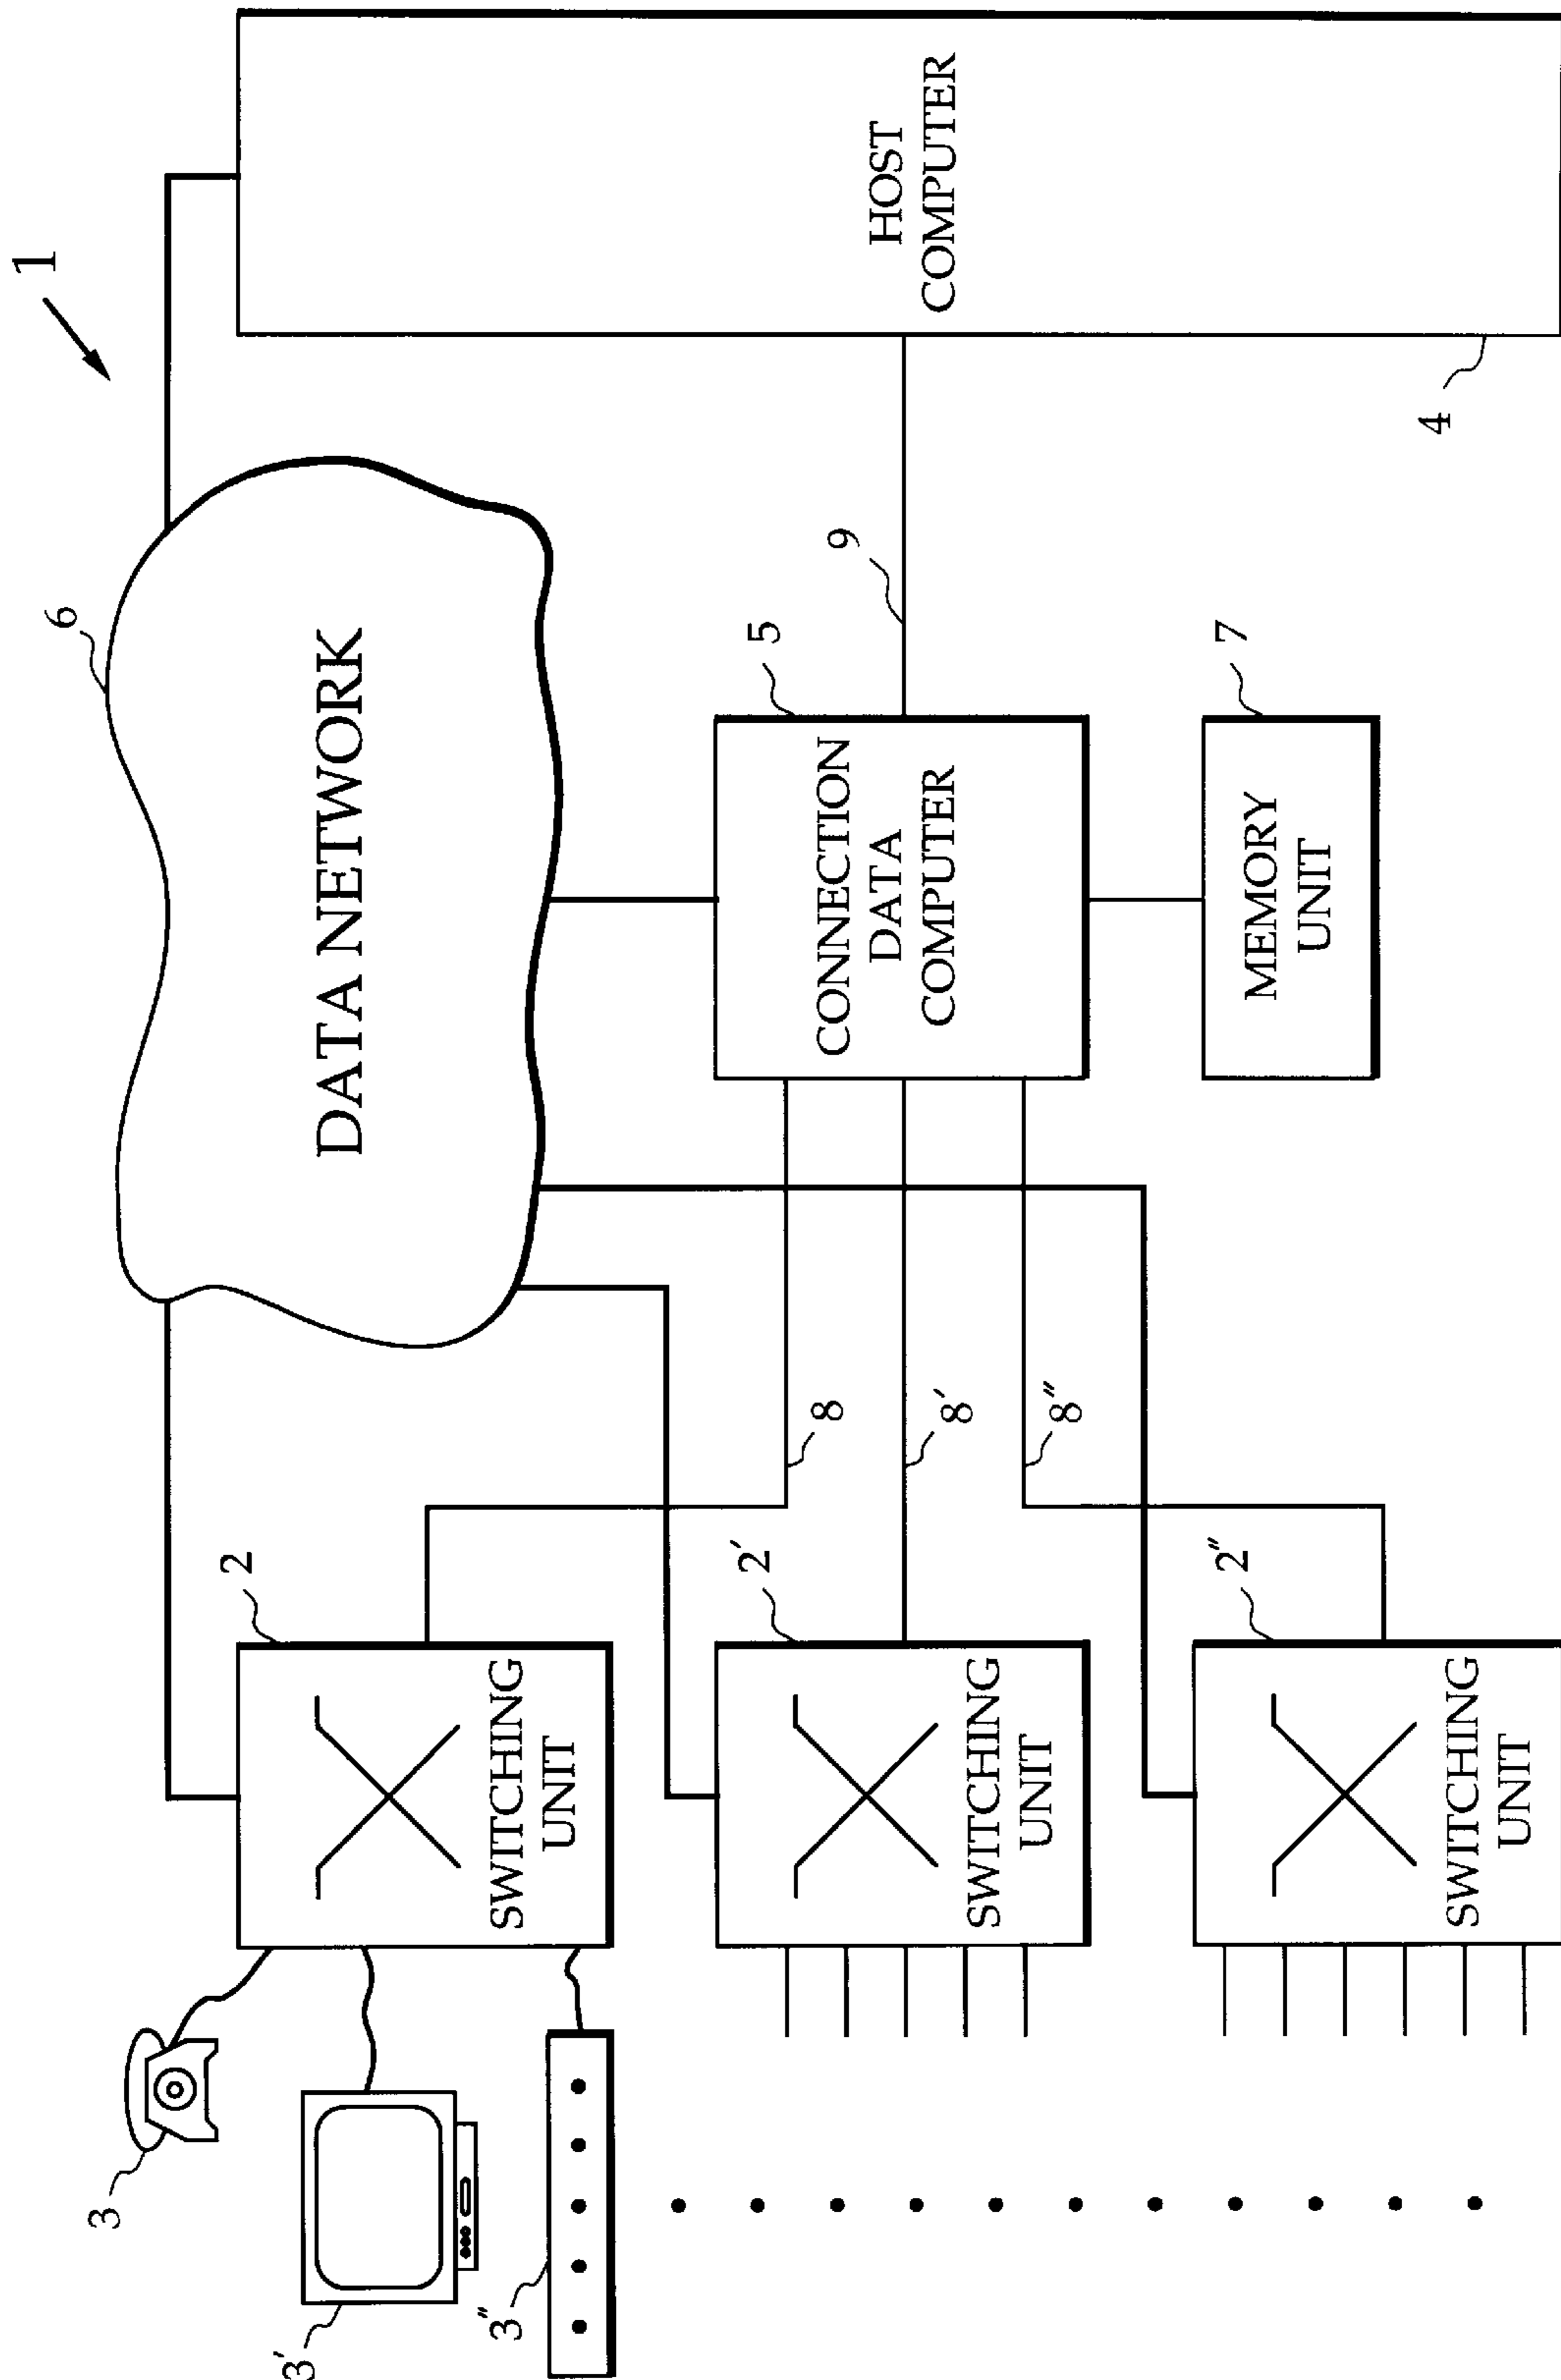 1
6
DATA NETWORK
HOST
COMPUTER
4
9
5
CONNECTION
DATA
COMPUTER
7
MEMORY
UNIT
8
8'
8"
2
SWITCHING
UNIT
2'
SWITCHING
UNIT
2"
SWITCHING
UNIT
3
3'
3"